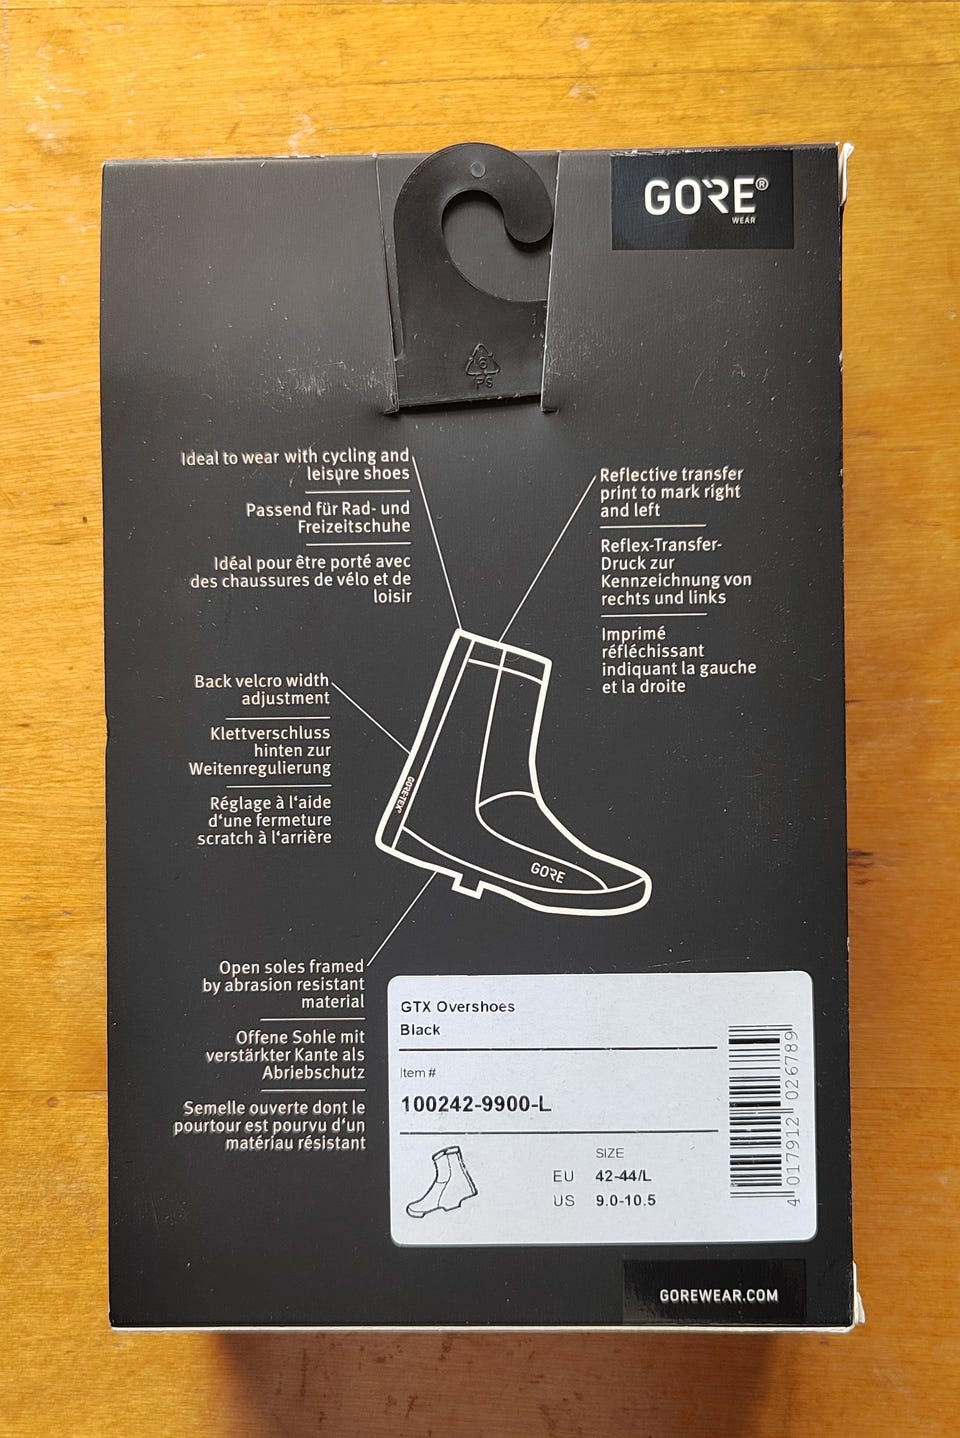 GORE®
WEAR
6
PS
Ideal to wear with cycling and
leisure shoes
Passend für Rad- und
Freizeitschuhe
Idéal pour être porté avec
des chaussures de vélo et de
loisir
Reflective transfer
print to mark right
and left
Reflex-Transfer-
Druck zur
Kennzeichnung von
rechts und links
Imprimé
réfléchissant
indiquant la gauche
et la droite
Back velcro width
adjustment
Klettverschluss
hinten zur
Weitenregulierung
Réglage à l'aide
d'une fermeture
scratch à l'arrière
GORE-TEX®
GORE
Open soles framed
by abrasion resistant
material
Offene Sohle mit
verstärkter Kante als
Abriebschutz
Semelle ouverte dont le
pourtour est pourvu d'un
matériau résistant
GTX Overshoes
Black
Item #
100242-9900-L
SIZE
EU 42-44/L
US 9.0-10.5
4 017912 026789
GOREWEAR.COM